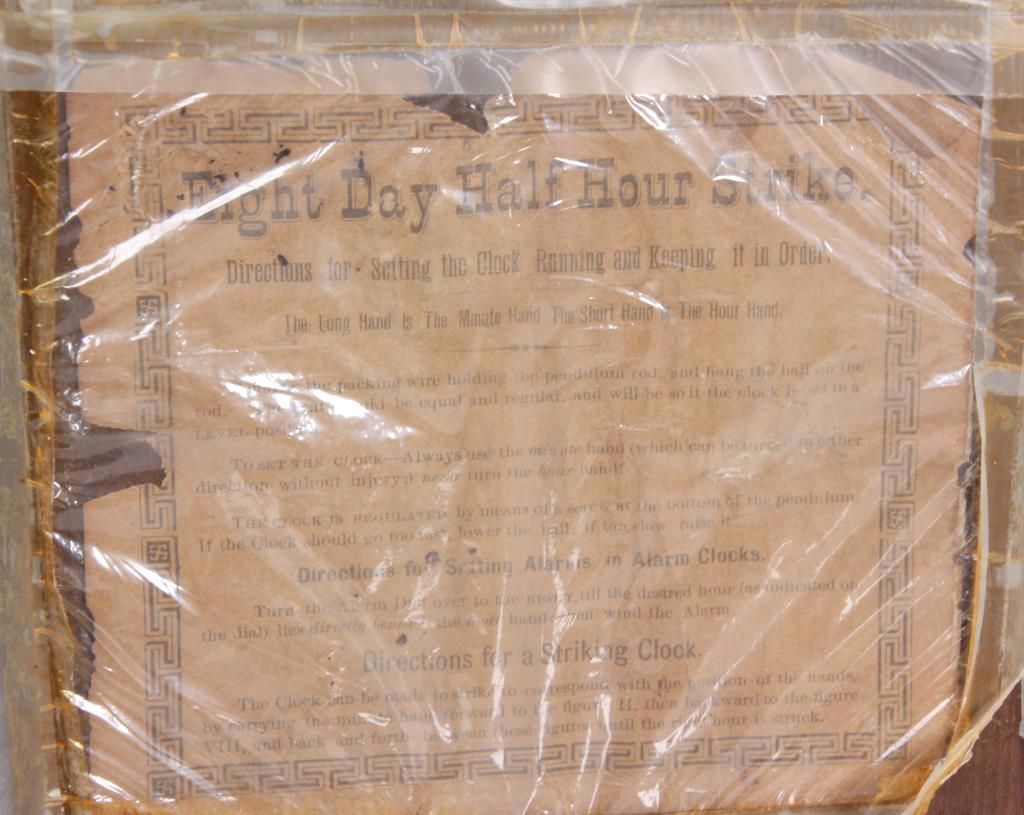 Eight Day Half Hour Strike.
Directions for Setting the Clock Running and Keeping it in Order.
The Long Hand Is The Minute Hand The Short Hand Is The Hour Hand.
the packing wire holding the pendulum rod, and hang the ball on the
rod. be equal and regular, and will be so if the clock is set in a
LEVEL
TO SET THE CLOCK—Always use the minute hand (which can be turned in either
direction without injury,) never turn the hour hand.
THE CLOCK IS REGULATED by means of a screw at the bottom of the pendulum.
If the Clock should go too fast, lower the ball; if too slow, raise it
Directions for Setting Alarms in Alarm Clocks.
Turn the Alarm Dial over to the RIGHT, till the desired hour (as indicated on
the dial) lies directly beneath the hour hand then wind the Alarm.
Directions for a Striking Clock.
The Clock can be made to strike to correspond with the position of the hands,
by carrying the minute hand forward to the figure II, then backward to the figure
VIII, and back and forth between these figures until the right hour is struck.